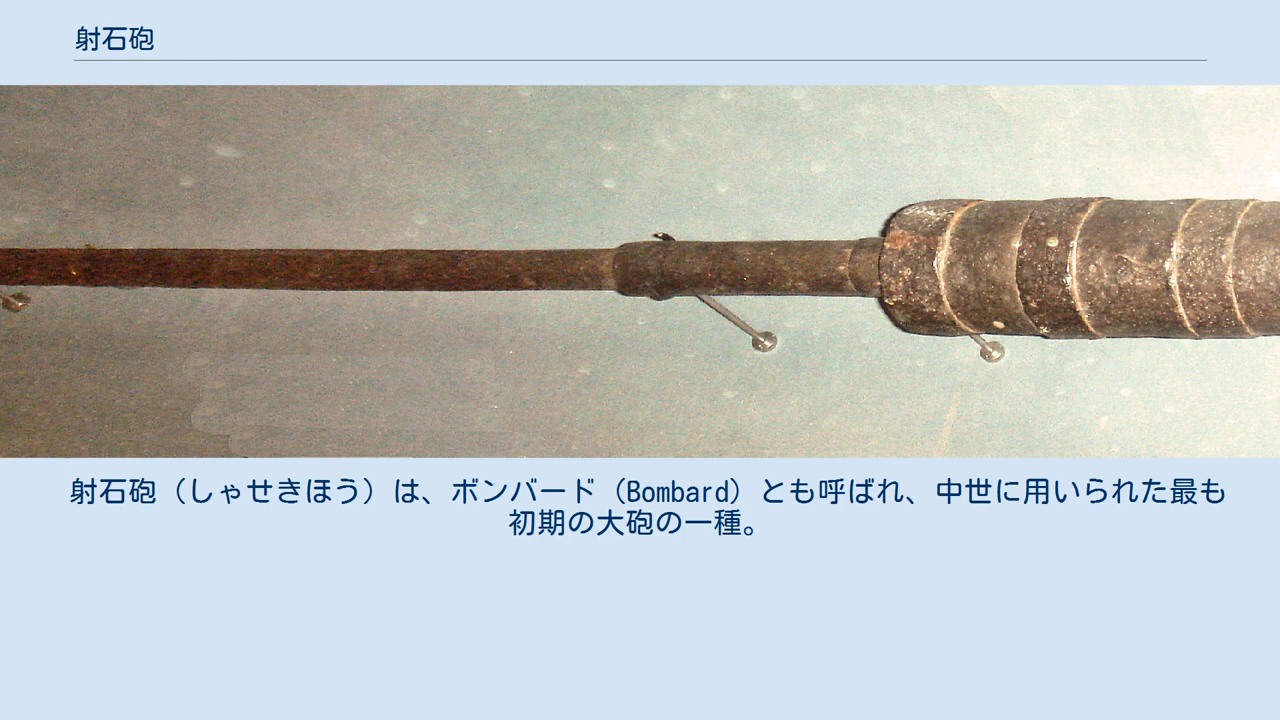 射石砲
射石砲（しゃせきほう）は、ボンバード（Bombard）とも呼ばれ、中世に用いられた最も
初期の大砲の一種。